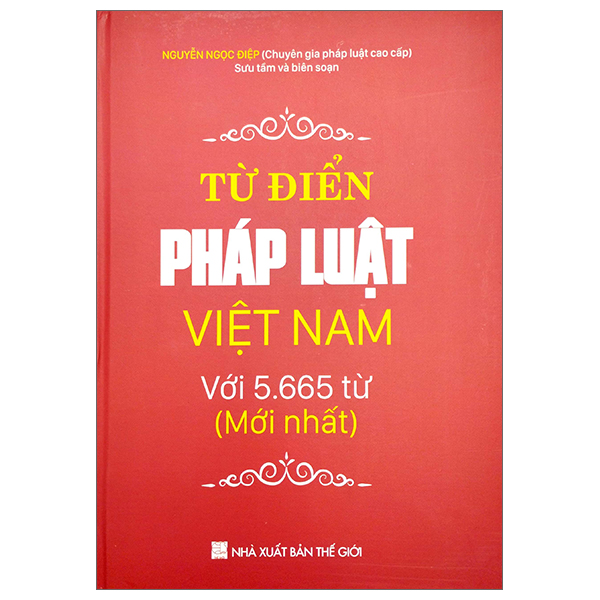 NGUYỄN NGỌC ĐIỆP (Chuyên gia pháp luật cao cấp)
Sưu tầm và biên soạn
TỪ ĐIỂN
PHÁP LUẬT
VIỆT NAM
Với 5.665 từ
(Mới nhất)
NHÀ XUẤT BẢN THẾ GIỚI